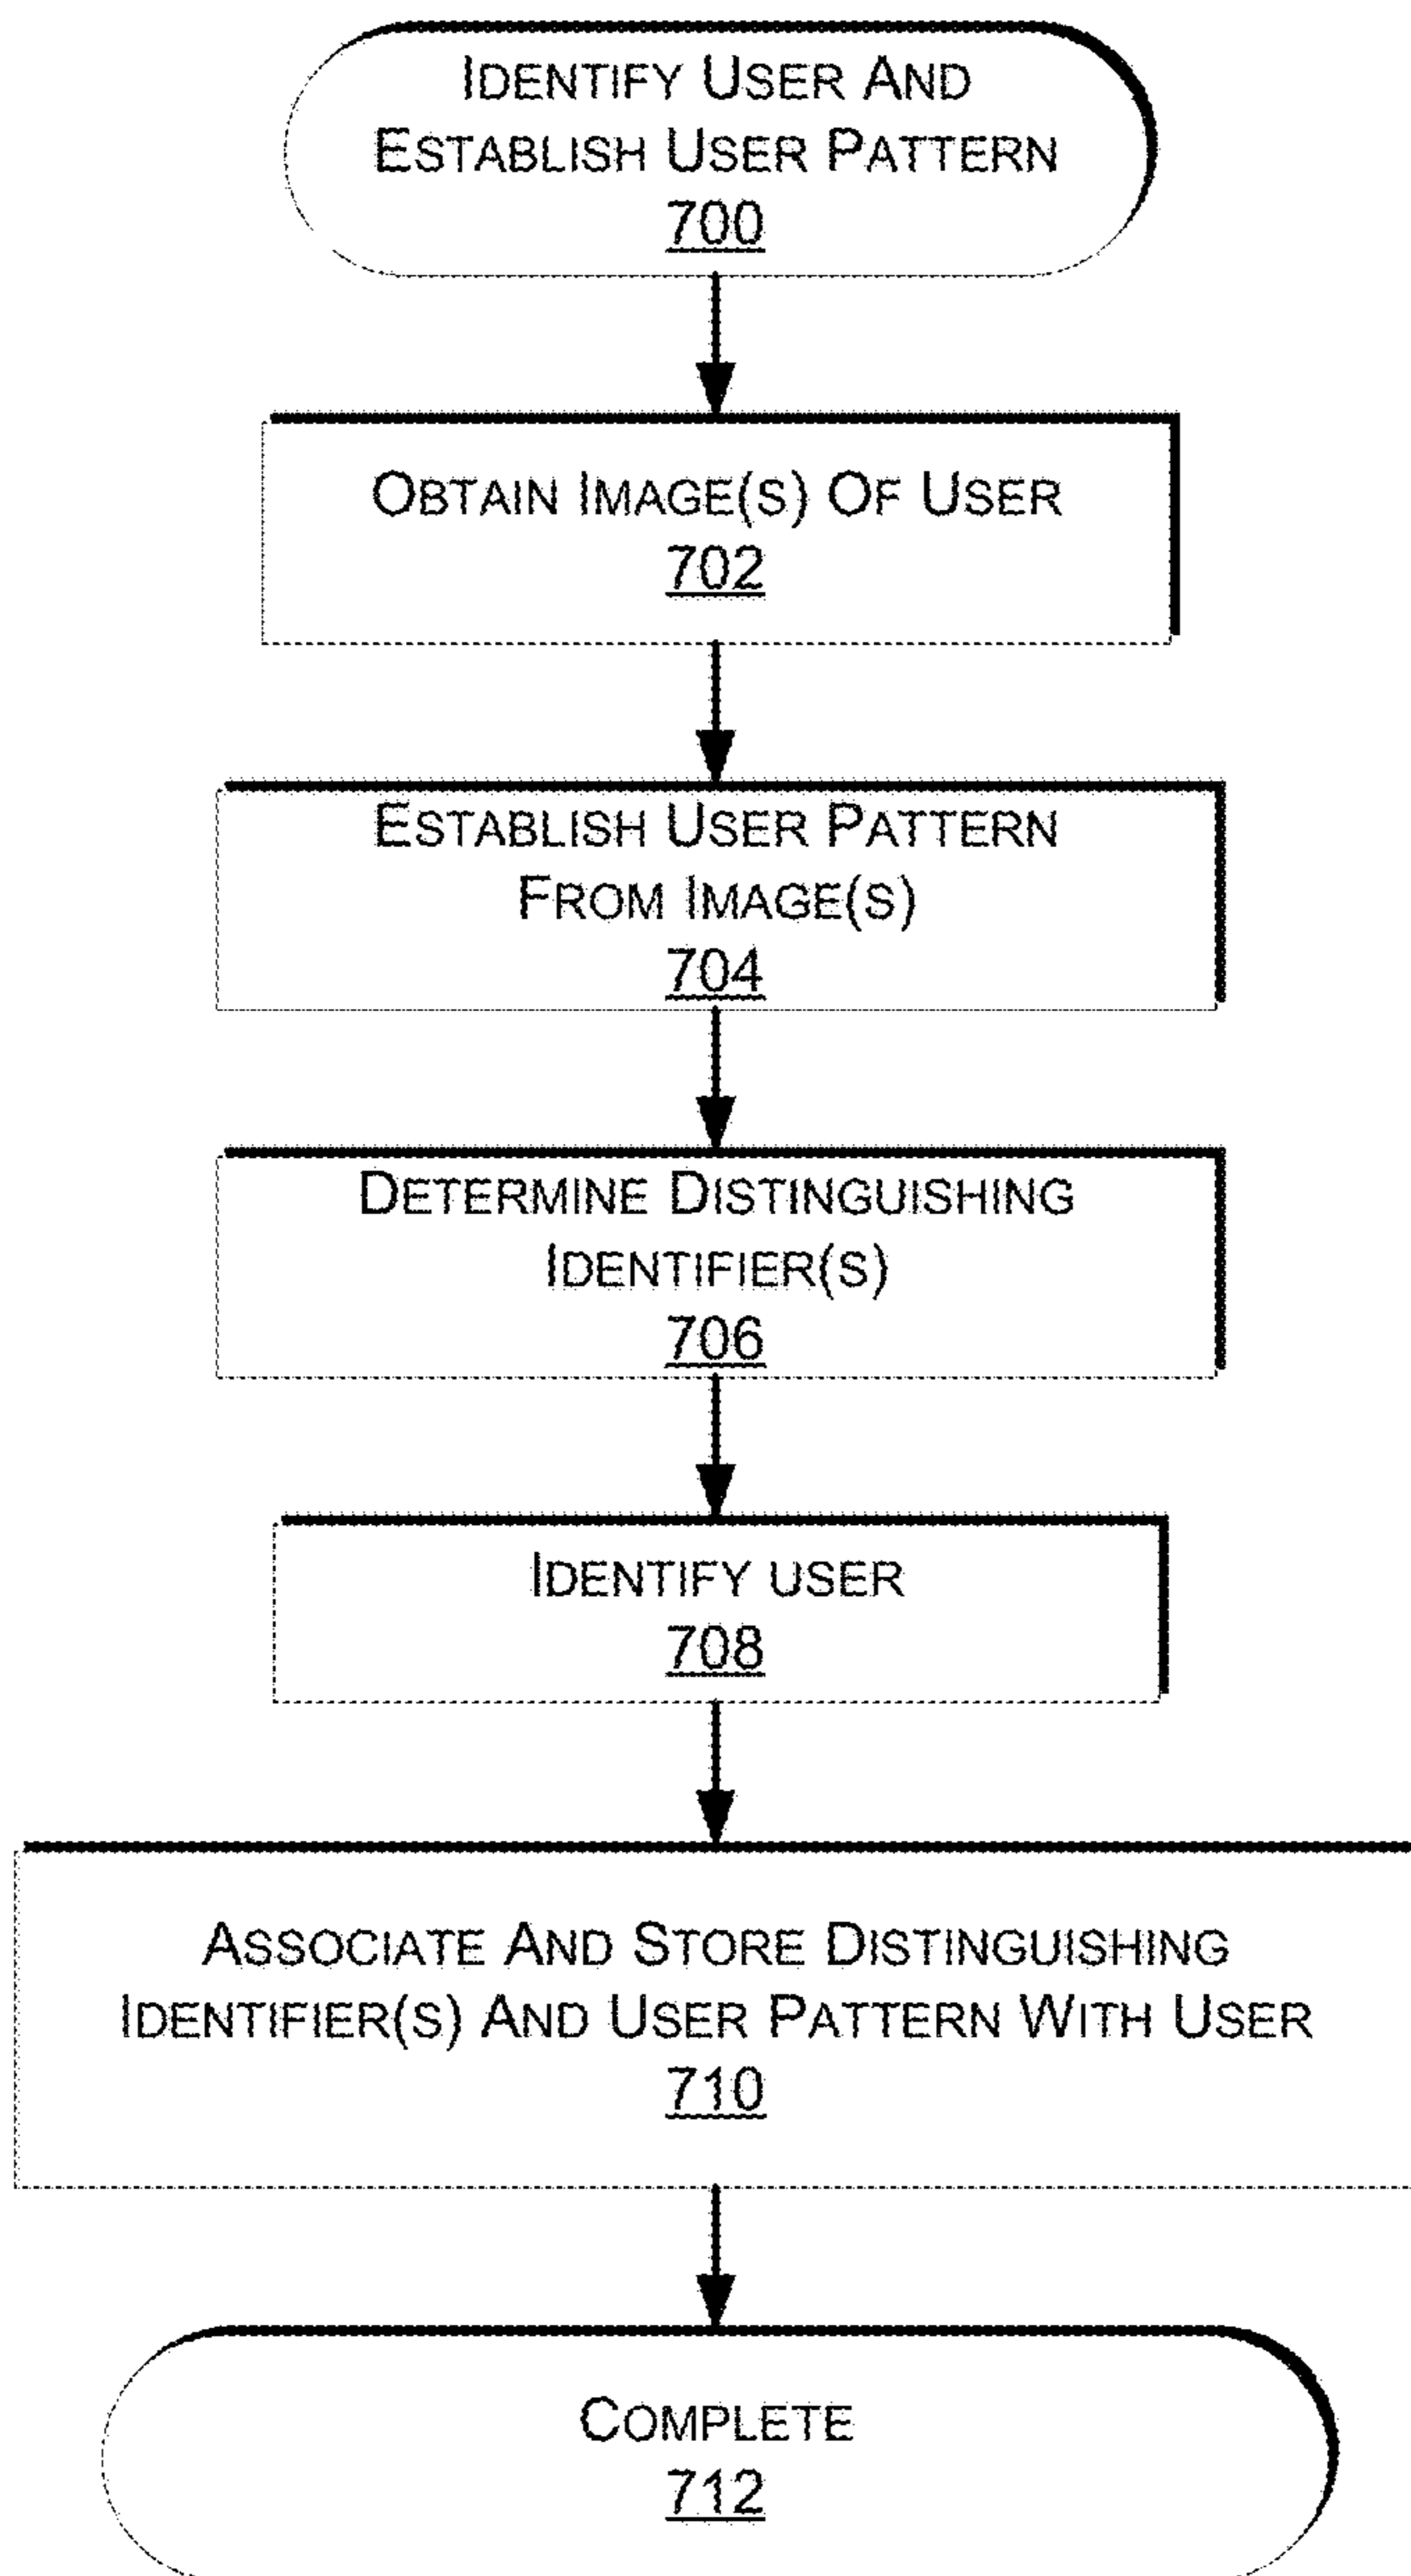 IDENTIFY USER AND
ESTABLISH USER PATTERN
700
OBTAIN IMAGE(S) OF USER
702
ESTABLISH USER PATTERN
FROM IMAGE(S)
704
DETERMINE DISTINGUISHING
IDENTIFIER(S)
706
IDENTIFY USER
708
ASSOCIATE AND STORE DISTINGUISHING
IDENTIFIER(S) AND USER PATTERN WITH USER
710
COMPLETE
712